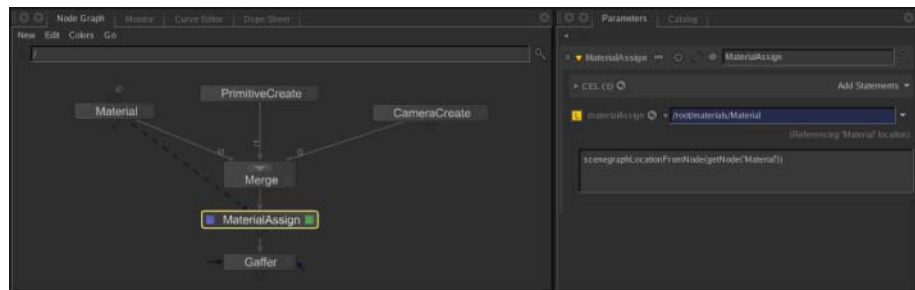 Node Graph Monitor Curve Editor Dope Sheet
New Edit Colors Go
/
PrimitiveCreate
Material
CameraCreate
Merge
MaterialAssign
Gaffer
Parameters Catalog
MaterialAssign MaterialAssign
CEL (1) Add Statements
L materialAssign /root/materials/Material
(Referencing 'Material' location)
scenegraphLocationFromNode(getNode('Material'))